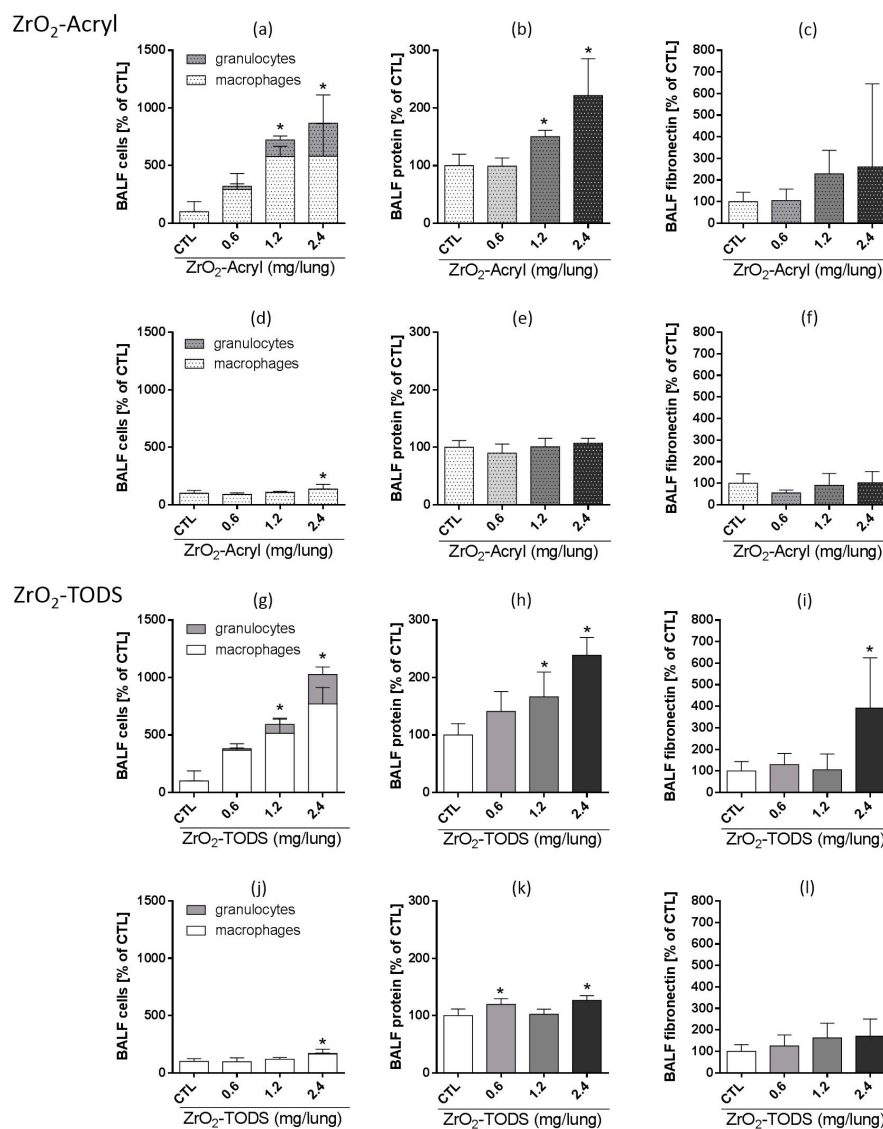 ZrO2-Acryl
(a)
BALF cells [% of CTL]
1500
1000
500
0
granulocytes
macrophages
*
*
CTL
0.6
1.2
2.4
ZrO2-Acryl (mg/lung)
(b)
BALF protein [% of CTL]
300
200
100
0
*
*
CTL
0.6
1.2
2.4
ZrO2-Acryl (mg/lung)
(c)
BALF fibronectin [% of CTL]
800
700
600
500
400
300
200
100
0
CTL
0.6
1.2
2.4
ZrO2-Acryl (mg/lung)
(d)
BALF cells [% of CTL]
1500
1000
500
0
granulocytes
macrophages
*
CTL
0.6
1.2
2.4
ZrO2-Acryl (mg/lung)
(e)
BALF protein [% of CTL]
300
200
100
0
CTL
0.6
1.2
2.4
ZrO2-Acryl (mg/lung)
(f)
BALF fibronectin [% of CTL]
800
700
600
500
400
300
200
100
0
CTL
0.6
1.2
2.4
ZrO2-Acryl (mg/lung)
ZrO2-TODS
(g)
BALF cells [% of CTL]
1500
1000
500
0
granulocytes
macrophages
*
*
CTL
0.6
1.2
2.4
ZrO2-TODS (mg/lung)
(h)
BALF protein [% of CTL]
300
200
100
0
*
*
CTL
0.6
1.2
2.4
ZrO2-TODS (mg/lung)
(i)
BALF fibronectin [% of CTL]
800
700
600
500
400
300
200
100
0
*
CTL
0.6
1.2
2.4
ZrO2-TODS (mg/lung)
(j)
BALF cells [% of CTL]
1500
1000
500
0
granulocytes
macrophages
*
CTL
0.6
1.2
2.4
ZrO2-TODS (mg/lung)
(k)
BALF protein [% of CTL]
300
200
100
0
*
*
CTL
0.6
1.2
2.4
ZrO2-TODS (mg/lung)
(l)
BALF fibronectin [% of CTL]
800
700
600
500
400
300
200
100
0
CTL
0.6
1.2
2.4
ZrO2-TODS (mg/lung)